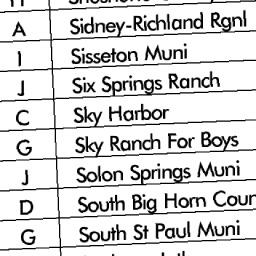 A Sidney-Richland Rgnl
I Sisseton Muni
J Six Springs Ranch
C Sky Harbor
G Sky Ranch For Boys
J Solon Springs Muni
D South Big Horn
G South St Paul Muni